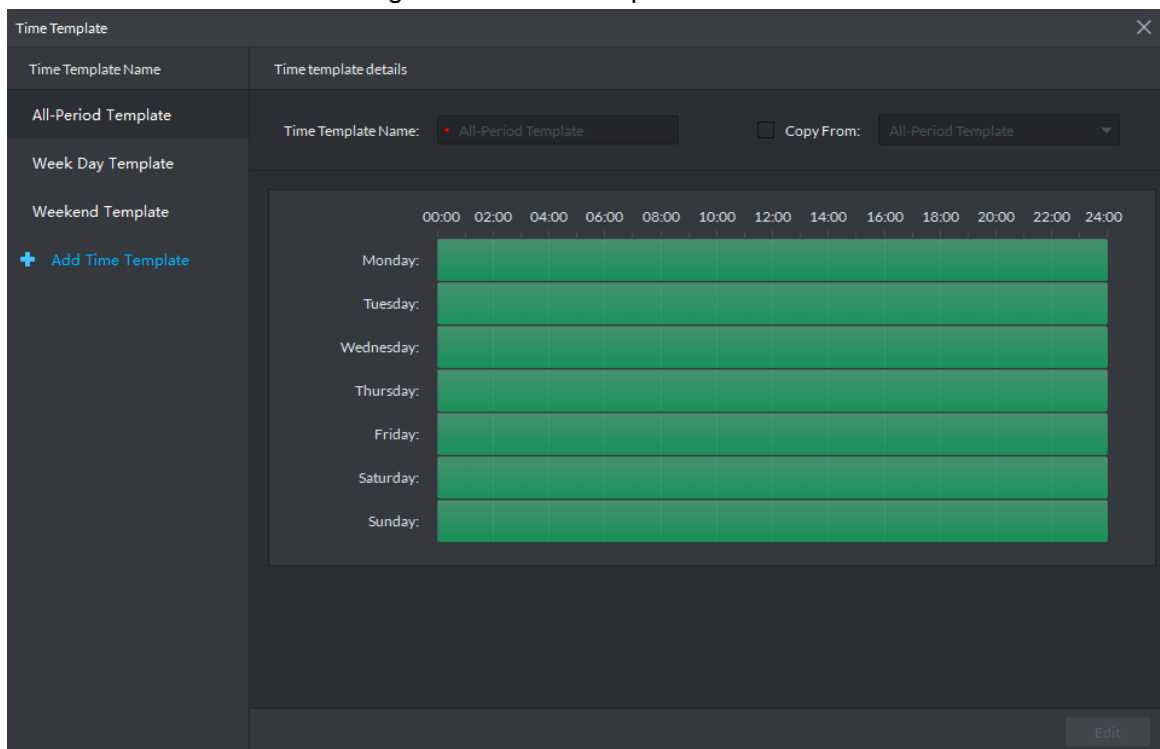 Time Template
Time Template Name
Time template details
All-Period Template
Week Day Template
Weekend Template
Add Time Template
Time Template Name: • All-Period Template
Copy From: All-Period Template
00:00 02:00 04:00 06:00 08:00 10:00 12:00 14:00 16:00 18:00 20:00 22:00 24:00
Monday:
Tuesday:
Wednesday:
Thursday:
Friday:
Saturday:
Sunday:
Edit